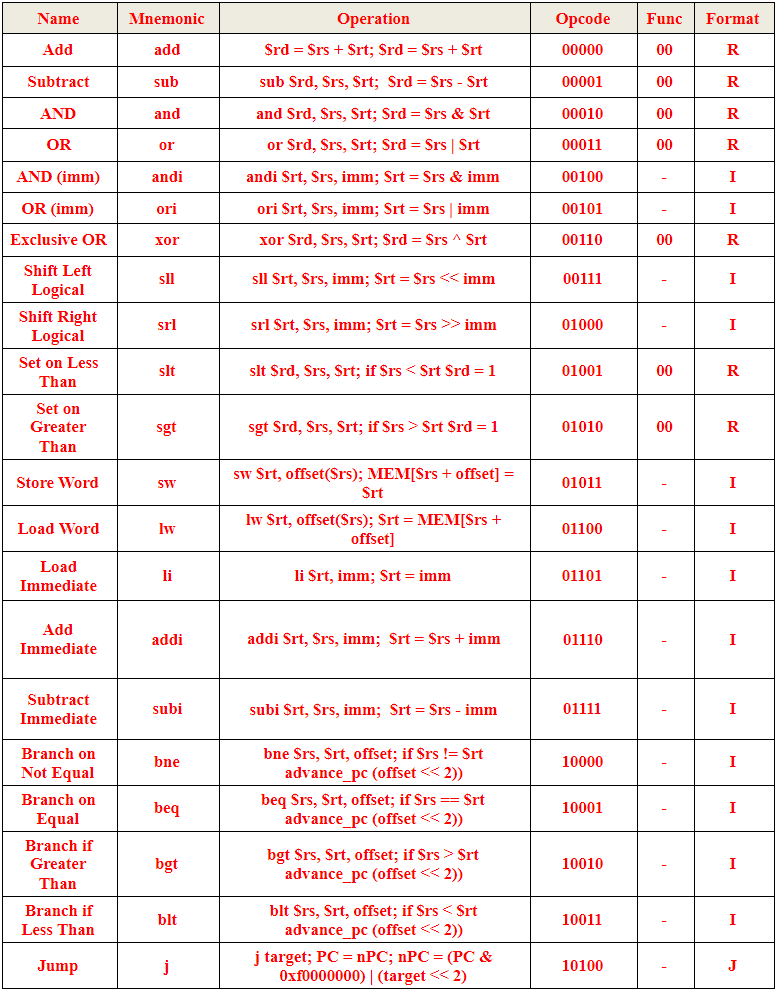 Name Mnemonic Operation Opcode Func Format
Add add $rd = $rs + $rt; $rd = $rs + $rt 00000 00 R
Subtract sub sub $rd, $rs, $rt; $rd = $rs - $rt 00001 00 R
AND and and $rd, $rs, $rt; $rd = $rs & $rt 00010 00 R
OR or or $rd, $rs, $rt; $rd = $rs | $rt 00011 00 R
AND (imm) andi andi $rt, $rs, imm; $rt = $rs & imm 00100 - I
OR (imm) ori ori $rt, $rs, imm; $rt = $rs | imm 00101 - I
Exclusive OR xor xor $rd, $rs, $rt; $rd = $rs ^ $rt 00110 00 R
Shift Left
Logical sll sll $rt, $rs, imm; $rt = $rs << imm 00111 - I
Shift Right
Logical srl srl $rt, $rs, imm; $rt = $rs >> imm 01000 - I
Set on Less
Than slt slt $rd, $rs, $rt; if $rs < $rt $rd = 1 01001 00 R
Set on
Greater
Than sgt sgt $rd, $rs, $rt; if $rs > $rt $rd = 1 01010 00 R
Store Word sw sw $rt, offset($rs); MEM[$rs + offset] =
$rt 01011 - I
Load Word lw lw $rt, offset($rs); $rt = MEM[$rs +
offset] 01100 - I
Load
Immediate li li $rt, imm; $rt = imm 01101 - I
Add
Immediate addi addi $rt, $rs, imm; $rt = $rs + imm 01110 - I
Subtract
Immediate subi subi $rt, $rs, imm; $rt = $rs - imm 01111 - I
Branch on
Not Equal bne bne $rs, $rt, offset; if $rs != $rt
advance_pc (offset << 2)) 10000 - I
Branch on
Equal beq beq $rs, $rt, offset; if $rs == $rt
advance_pc (offset << 2)) 10001 - I
Branch if
Greater
Than bgt bgt $rs, $rt, offset; if $rs > $rt
advance_pc (offset << 2)) 10010 - I
Branch if
Less Than blt blt $rs, $rt, offset; if $rs < $rt
advance_pc (offset << 2)) 10011 - I
Jump j j target; PC = nPC; nPC = (PC &
0xf0000000) | (target << 2) 10100 - J